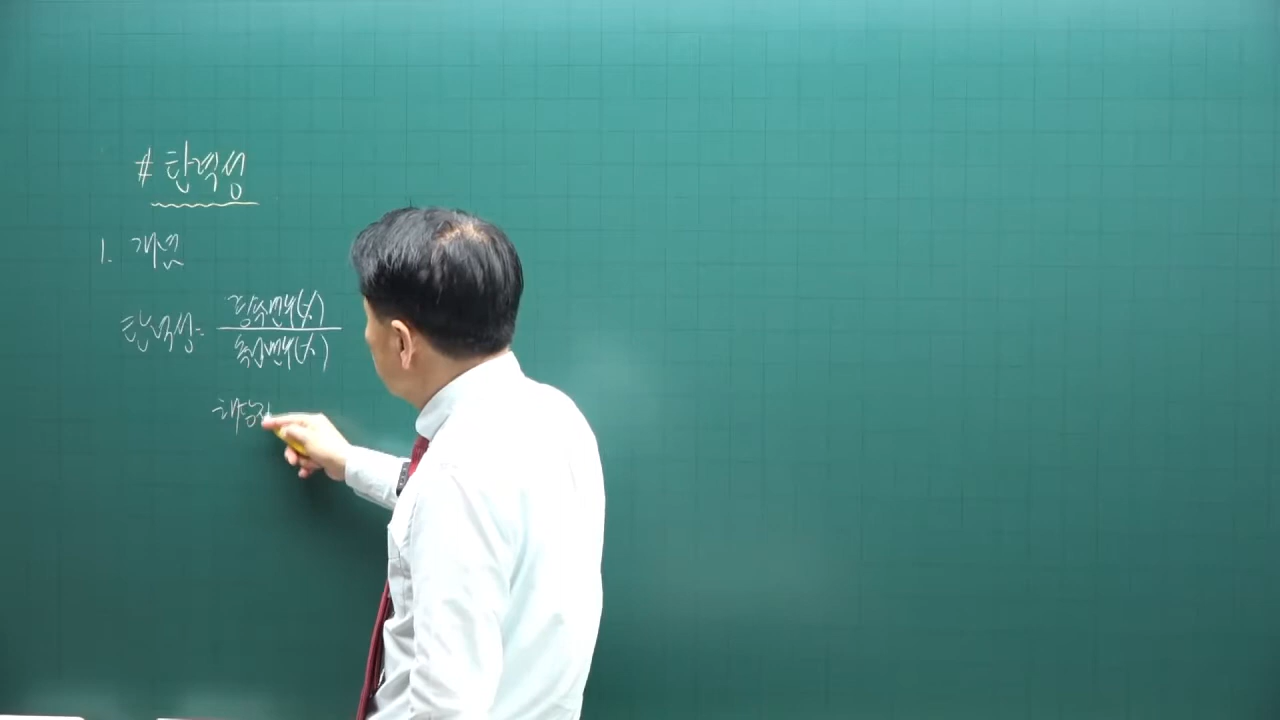 # 탄력성
1. 개념
탄력성 =
종속변수(%)
독립변수(%)